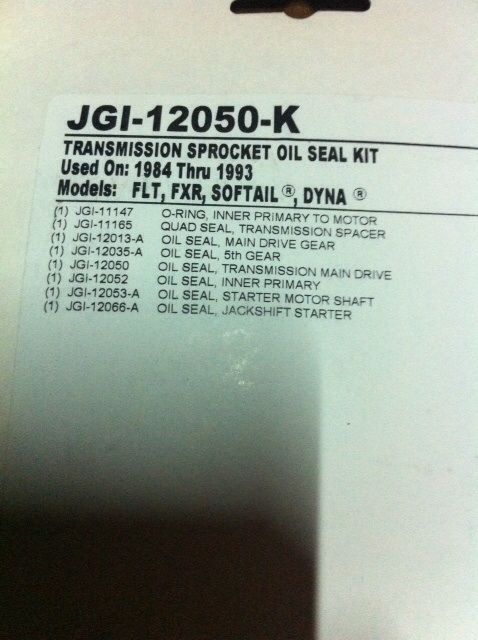 JGI-12050-K
TRANSMISSION SPROCKET OIL SEAL KIT
Used On: 1984 Thru 1993
Models: FLT, FXR, SOFTAIL ®, DYNA ®
(1) JGI-11147 O-RING, INNER PRIMARY TO MOTOR
(1) JGI-11165 QUAD SEAL, TRANSMISSION SPACER
(1) JGI-12013-A OIL SEAL, MAIN DRIVE GEAR
(1) JGI-12035-A OIL SEAL, 5th GEAR
(1) JGI-12050 OIL SEAL, TRANSMISSION MAIN DRIVE
(1) JGI-12052 OIL SEAL, INNER PRIMARY
(1) JGI-12053-A OIL SEAL, STARTER MOTOR SHAFT
(1) JGI-12066-A OIL SEAL, JACKSHIFT STARTER